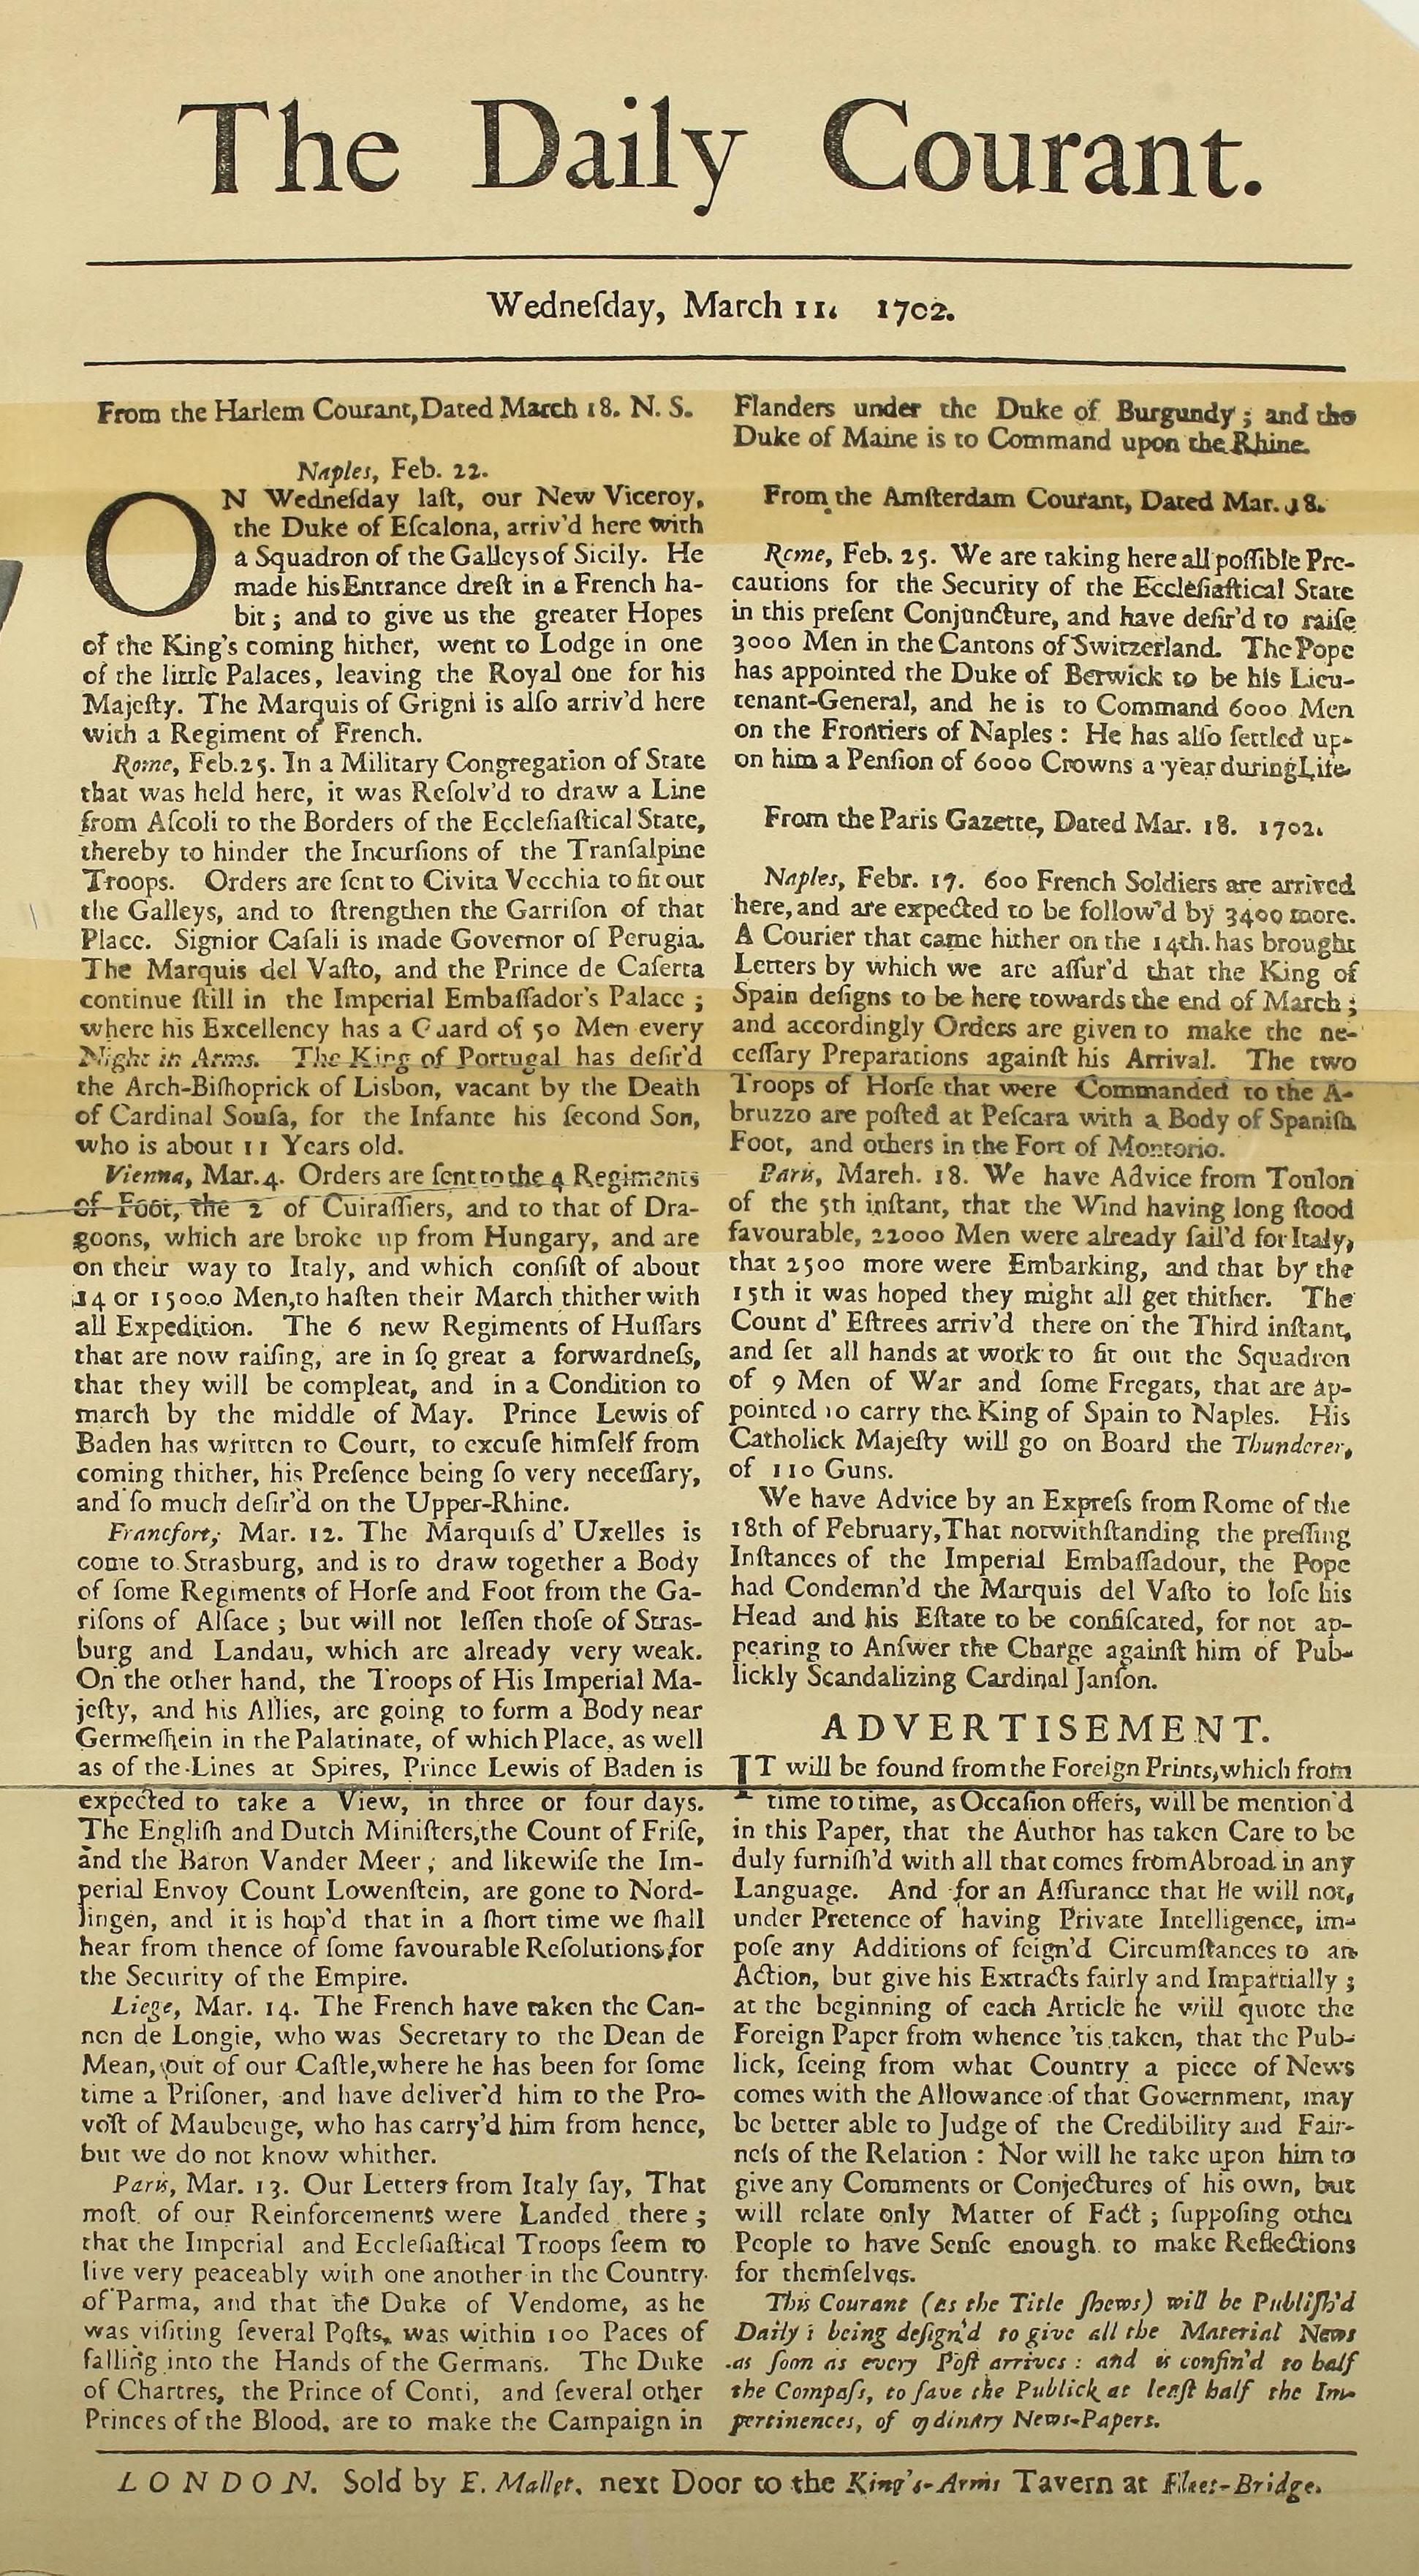 The Daily Courant.
Wedneſday, March 11. 1702.
From the Harlem Courant, Dated March 18. N. S.
Naples, Feb. 22.
ON Wedneſday laſt, our New Viceroy,
the Duke of Eſcalona, arriv'd here with
a Squadron of the Galleys of Sicily. He
made his Entrance dreſt in a French ha-
bit; and to give us the greater Hopes
of the King's coming hither, went to Lodge in one
of the little Palaces, leaving the Royal one for his
Majeſty. The Marquis of Grigni is alſo arriv'd here
with a Regiment of French.
Rome, Feb. 25. In a Military Congregation of State
that was held here, it was Reſolv'd to draw a Line
from Aſcoli to the Borders of the Eccleſiaſtical State,
thereby to hinder the Incurſions of the Tranſalpine
Troops. Orders are ſent to Civita Vecchia to fit out
the Galleys, and to ſtrengthen the Garriſon of that
Place. Signior Caſali is made Governor of Perugia.
The Marquis del Vaſto, and the Prince de Caſerta
continue ſtill in the Imperial Embaſſador's Palace;
where his Excellency has a Guard of 50 Men every
Night in Arms. The King of Portugal has deſir'd
the Arch-Biſhoprick of Lisbon, vacant by the Death
of Cardinal Souſa, for the Infante his ſecond Son,
who is about 11 Years old.
Vienna, Mar. 4. Orders are ſent to the 4 Regiments
of Foot, the 2 of Cuiraſſiers, and to that of Dra-
goons, which are broke up from Hungary, and are
on their way to Italy, and which conſiſt of about
14 or 15000 Men, to haſten their March thither with
all Expedition. The 6 new Regiments of Huſſars
that are now raiſing, are in ſo great a forwardneſs,
that they will be compleat, and in a Condition to
march by the middle of May. Prince Lewis of
Baden has written to Court, to excuſe himſelf from
coming thither, his Preſence being ſo very neceſſary,
and ſo much deſir'd on the Upper-Rhine.
Francfort, Mar. 12. The Marquiſs d' Uxelles is
come to Strasburg, and is to draw together a Body
of ſome Regiments of Horſe and Foot from the Ga-
riſons of Alſace; but will not leſſen thoſe of Stras-
burg and Landau, which are already very weak.
On the other hand, the Troops of His Imperial Ma-
jeſty, and his Allies, are going to form a Body near
Germeſhein in the Palatinate, of which Place, as well
as of the Lines at Spires, Prince Lewis of Baden is
expected to take a View, in three or four days.
The Engliſh and Dutch Miniſters, the Count of Friſe,
and the Baron Vander Meer; and likewiſe the Im-
perial Envoy Count Lowenſtein, are gone to Nord-
lingen, and it is hop'd that in a ſhort time we ſhall
hear from thence of ſome favourable Reſolutions for
the Security of the Empire.
Liege, Mar. 14. The French have taken the Can-
non de Longie, who was Secretary to the Dean de
Mean, out of our Caſtle, where he has been for ſome
time a Priſoner, and have deliver'd him to the Pro-
voſt of Maubeuge, who has carry'd him from hence,
but we do not know whither.
Paris, Mar. 13. Our Letters from Italy ſay, That
moſt of our Reinforcements were Landed there;
that the Imperial and Eccleſiaſtical Troops ſeem to
live very peaceably with one another in the Country
of Parma, and that the Duke of Vendome, as he
was viſiting ſeveral Poſts, was within 100 Paces of
falling into the Hands of the Germans. The Duke
of Chartres, the Prince of Conti, and ſeveral other
Princes of the Blood, are to make the Campaign in
Flanders under the Duke of Burgundy; and the
Duke of Maine is to Command upon the Rhine.
From the Amſterdam Courant, Dated Mar. 18.
Rome, Feb. 25. We are taking here all poſſible Pre-
cautions for the Security of the Eccleſiaſtical State
in this preſent Conjuncture, and have deſir'd to raiſe
3000 Men in the Cantons of Switzerland. The Pope
has appointed the Duke of Berwick to be his Lieu-
tenant-General, and he is to Command 6000 Men
on the Frontiers of Naples: He has alſo ſettled up-
on him a Penſion of 6000 Crowns a year during Life.
From the Paris Gazette, Dated Mar. 18. 1702.
Naples, Febr. 17. 600 French Soldiers are arrived
here, and are expected to be follow'd by 3400 more.
A Courier that came hither on the 14th. has brought
Letters by which we are aſſur'd that the King of
Spain deſigns to be here towards the end of March;
and accordingly Orders are given to make the ne-
ceſſary Preparations againſt his Arrival. The two
Troops of Horſe that were Commanded to the A-
bruzzo are poſted at Peſcara with a Body of Spaniſh
Foot, and others in the Fort of Montorio.
Paris, March. 18. We have Advice from Toulon
of the 5th inſtant, that the Wind having long ſtood
favourable, 22000 Men were already ſail'd for Italy,
that 2500 more were Embarking, and that by the
15th it was hoped they might all get thither. The
Count d' Eſtrees arriv'd there on the Third inſtant,
and ſet all hands at work to fit out the Squadron
of 9 Men of War and ſome Fregats, that are ap-
pointed to carry the King of Spain to Naples. His
Catholick Majeſty will go on Board the Thunderer,
of 110 Guns.
We have Advice by an Expreſs from Rome of the
18th of February, That notwithſtanding the preſſing
Inſtances of the Imperial Embaſſadour, the Pope
had Condemn'd the Marquis del Vaſto to loſe his
Head and his Eſtate to be confiſcated, for not ap-
pearing to Anſwer the Charge againſt him of Pub-
lickly Scandalizing Cardinal Janſon.
ADVERTISEMENT.
IT will be found from the Foreign Prints, which from
time to time, as Occaſion offers, will be mention'd
in this Paper, that the Author has taken Care to be
duly furniſh'd with all that comes from Abroad in any
Language. And for an Aſſurance that He will not,
under Pretence of having Private Intelligence, im-
poſe any Additions of feign'd Circumſtances to an
Action, but give his Extracts fairly and Impartially;
at the beginning of each Article he will quote the
Foreign Paper from whence 'tis taken, that the Pub-
lick, ſeeing from what Country a piece of News
comes with the Allowance of that Government, may
be better able to Judge of the Credibility and Fair-
neſs of the Relation: Nor will he take upon him to
give any Comments or Conjectures of his own, but
will relate only Matter of Fact; ſuppoſing other
People to have Senſe enough to make Reflections
for themſelves.
This Courant (as the Title ſhews) will be Publiſh'd
Daily: being deſign'd to give all the Material News
as ſoon as every Poſt arrives: and is confin'd to half
the Compaſs, to ſave the Publick at leaſt half the Im-
pertinences, of ordinary News-Papers.
LONDON. Sold by E. Mallet, next Door to the King's-Arms Tavern at Fleet-Bridge.